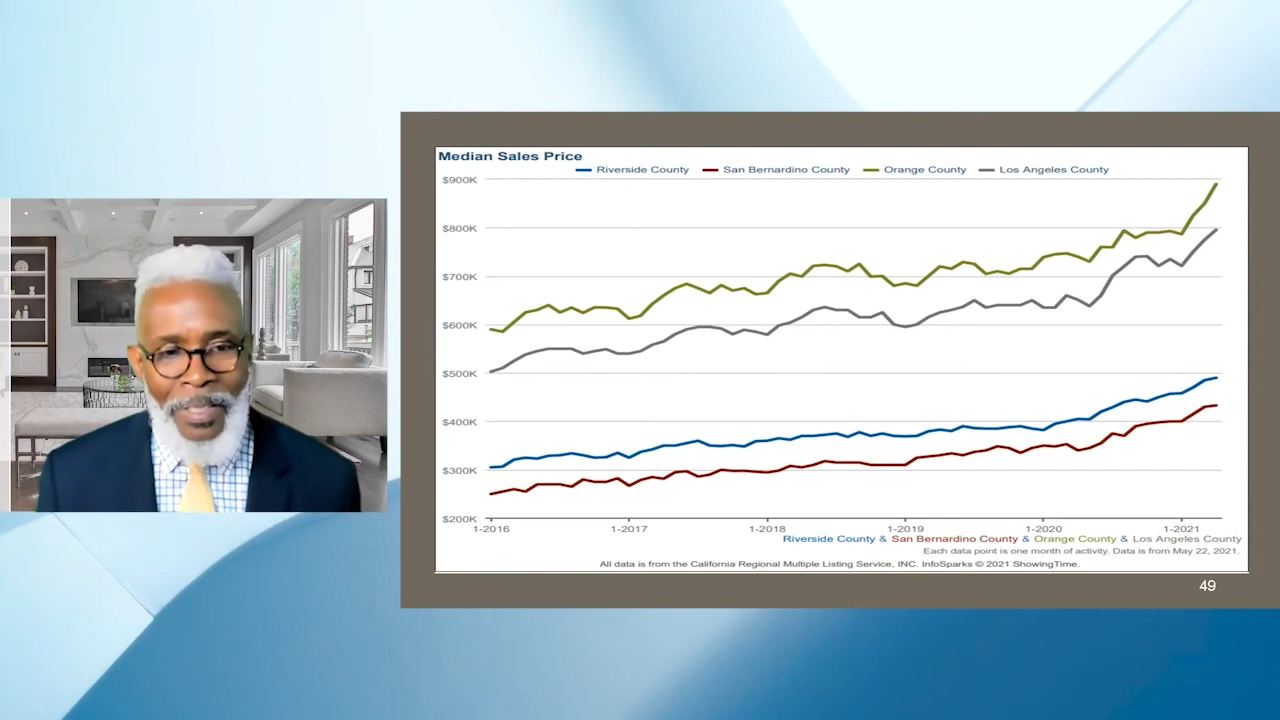 Median Sales Price
Riverside County San Bernardino County Orange County Los Angeles County
$900K
$800K
$700K
$600K
$500K
$400K
$300K
$200K
1-2016 1-2017 1-2018 1-2019 1-2020 1-2021
Riverside County & San Bernardino County & Orange County & Los Angeles County
Each data point is one month of activity. Data is from May 22, 2021.
All data is from the California Regional Multiple Listing Service, INC. InfoSparks © 2021 ShowingTime.
49